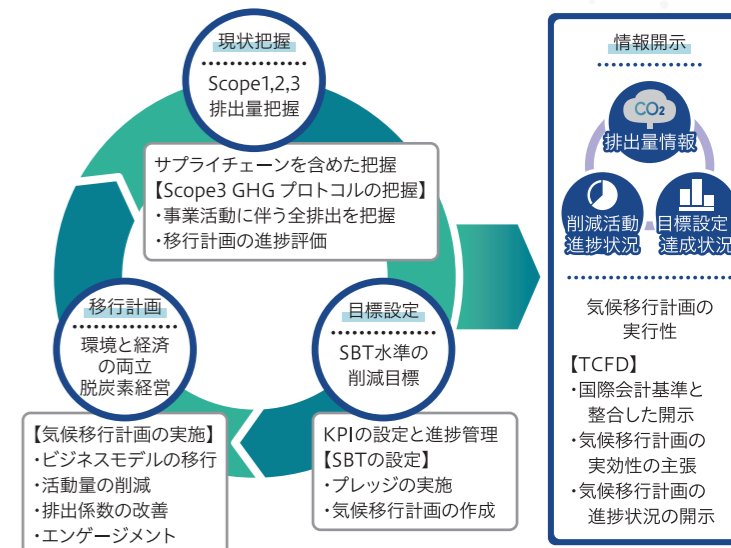 現状把握
Scope1,2,3
排出量把握
サプライチェーンを含めた把握
【Scope3 GHG プロトコルの把握】
・事業活動に伴う全排出を把握
・移行計画の進捗評価
目標設定
SBT水準の
削減目標
KPIの設定と進捗管理
【SBTの設定】
・プレッジの実施
・気候移行計画の作成
移行計画
環境と経済
の両立
脱炭素経営
【気候移行計画の実施】
・ビジネスモデルの移行
・活動量の削減
・排出係数の改善
・エンゲージメント
情報開示
CO₂
排出量情報
削減活動
進捗状況
目標設定
達成状況
気候移行計画の
実行性
【TCFD】
・国際会計基準と
整合した開示
・気候移行計画の
実効性の主張
・気候移行計画の
進捗状況の開示